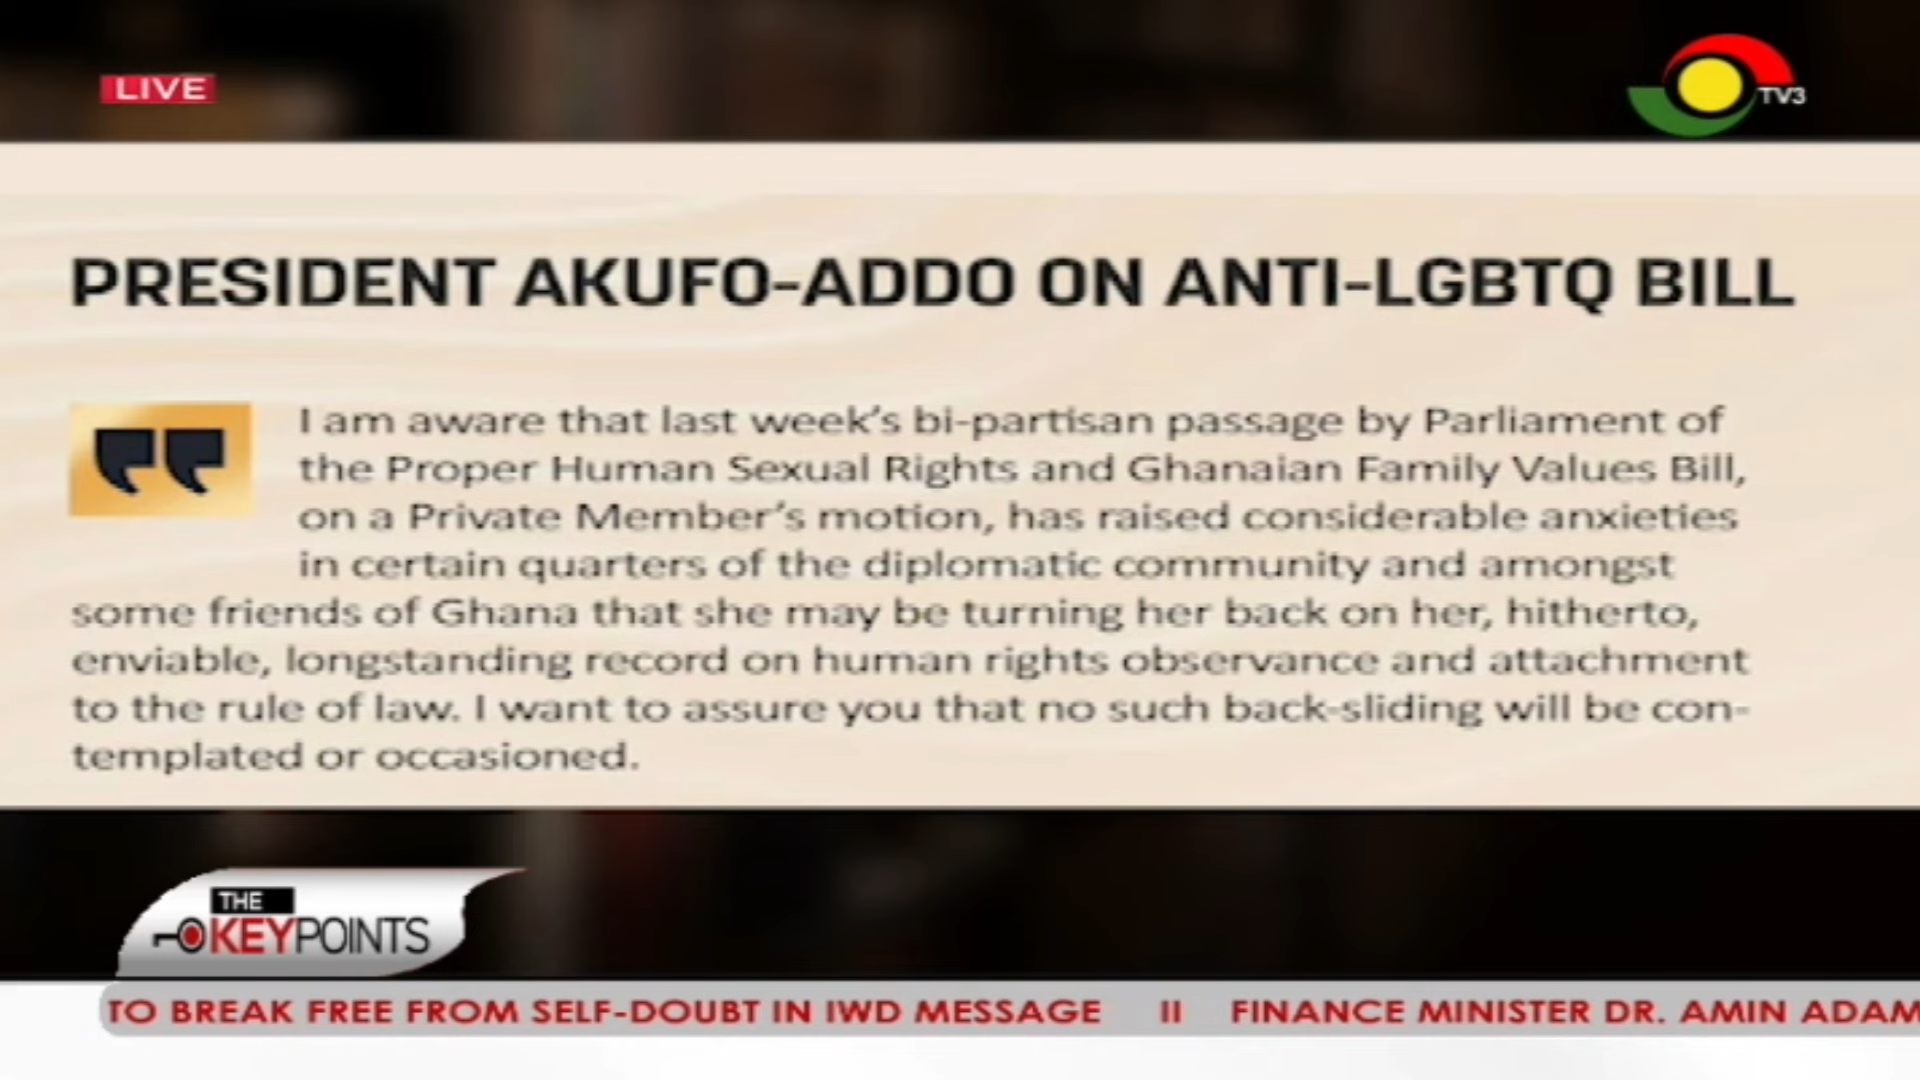 LIVE
TV3
PRESIDENT AKUFO-ADDO ON ANTI-LGBTQ BILL
I am aware that last week's bi-partisan passage by Parliament of
the Proper Human Sexual Rights and Ghanaian Family Values Bill,
on a Private Member's motion, has raised considerable anxieties
in certain quarters of the diplomatic community and amongst
some friends of Ghana that she may be turning her back on her, hitherto,
enviable, longstanding record on human rights observance and attachment
to the rule of law. I want to assure you that no such back-sliding will be con-
templated or occasioned.
THE
KEYPOINTS
TO BREAK FREE FROM SELF-DOUBT IN IWD MESSAGE II FINANCE MINISTER DR. AMIN ADAM